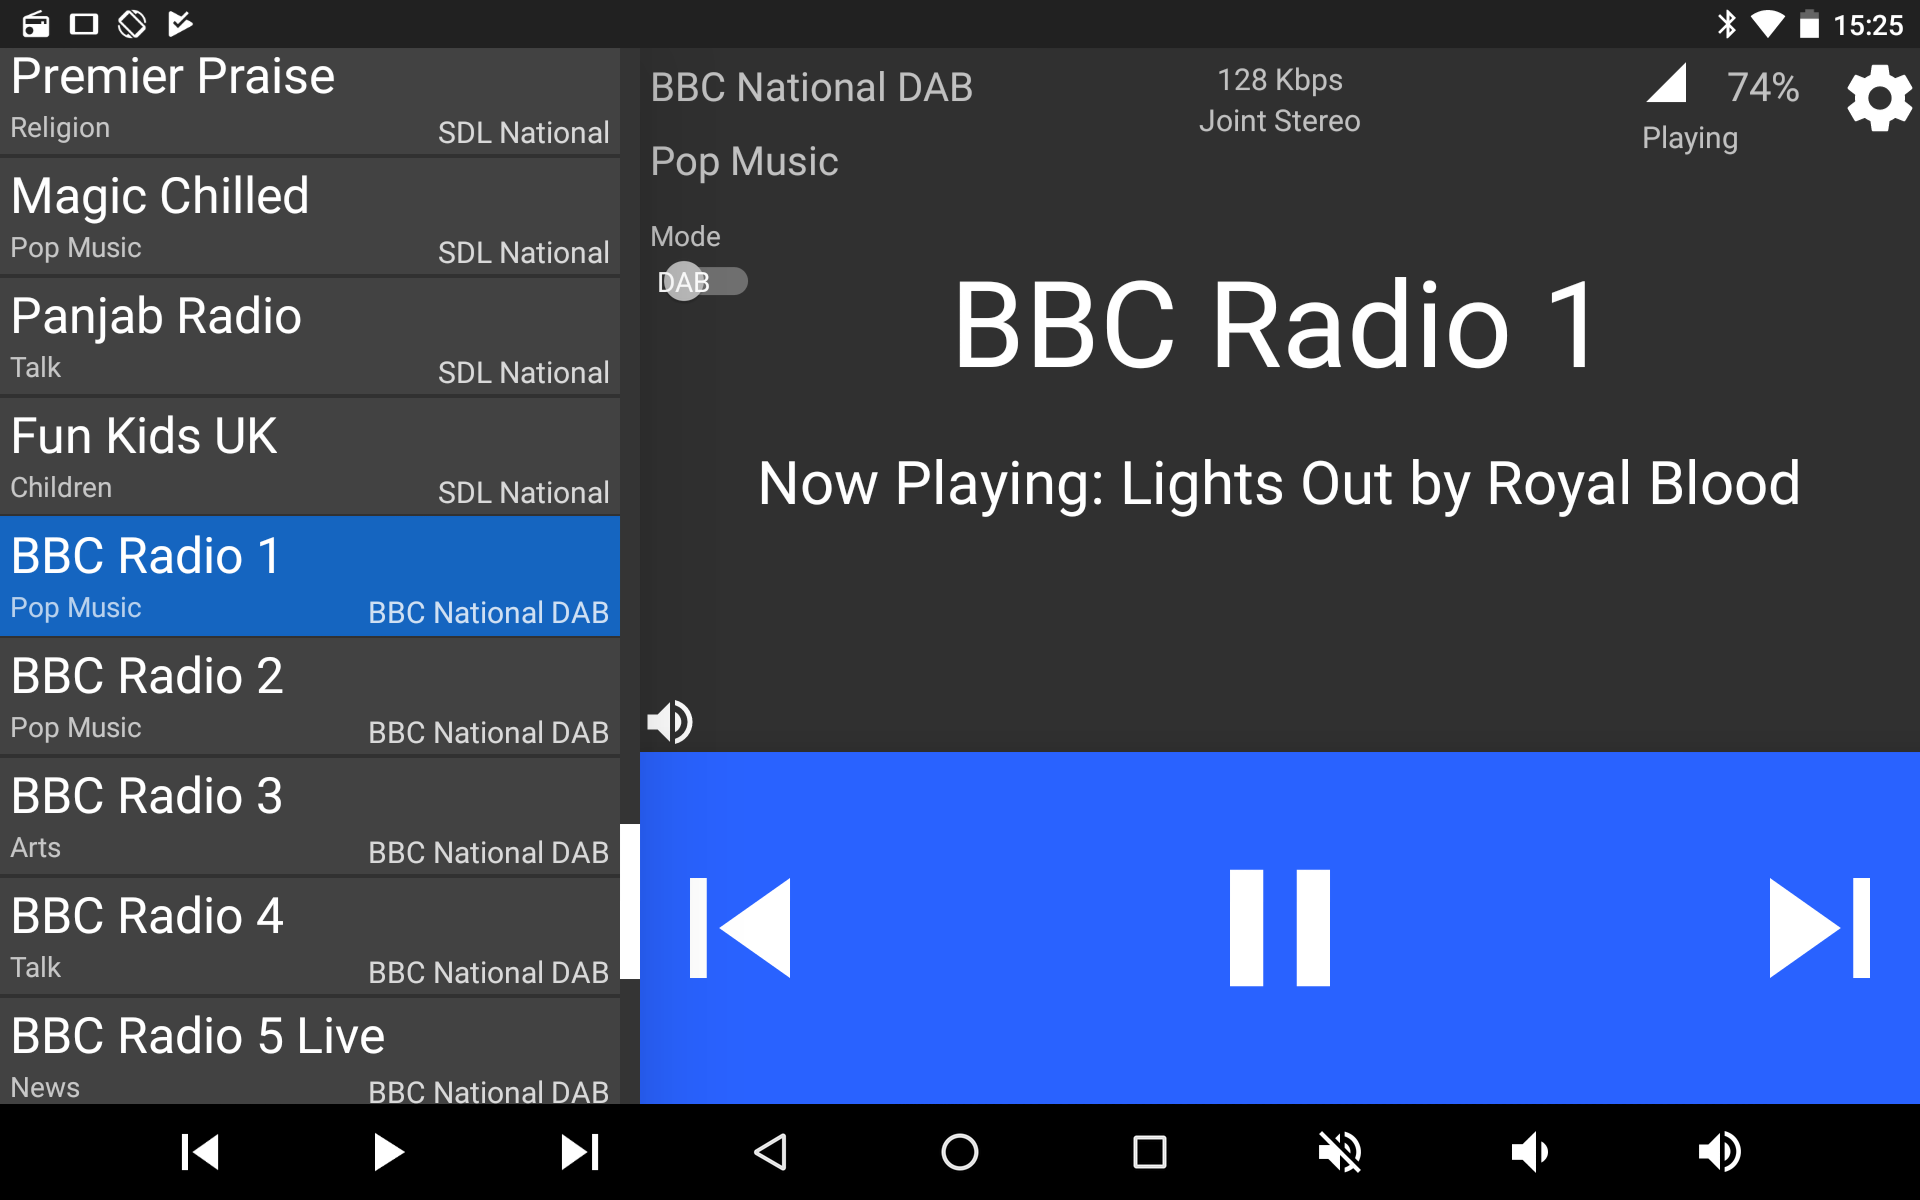 15:25
Premier Praise
Religion
SDL National
Magic Chilled
Pop Music
SDL National
Panjab Radio
Talk
SDL National
Fun Kids UK
Children
SDL National
BBC Radio 1
Pop Music
BBC National DAB
BBC Radio 2
Pop Music
BBC National DAB
BBC Radio 3
Arts
BBC National DAB
BBC Radio 4
Talk
BBC National DAB
BBC Radio 5 Live
News
BBC National DAB
BBC National DAB
128 Kbps
Joint Stereo
74%
Playing
Pop Music
Mode
DAB
BBC Radio 1
Now Playing: Lights Out by Royal Blood